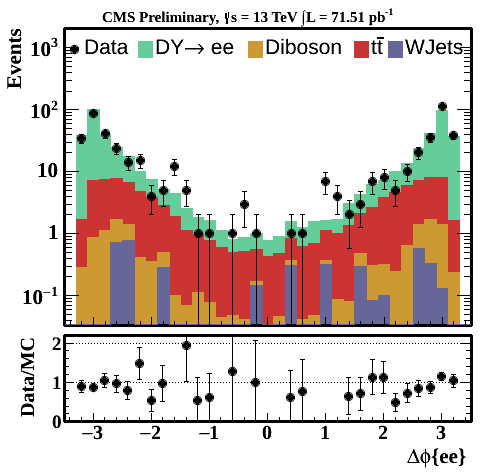 CMS Preliminary, √s = 13 TeV ∫L = 71.51 pb⁻¹
Events
Data DY→ ee Diboson tt̄ WJets
10³
10²
10
1
10⁻¹
Data/MC
2
1
0
−3 −2 −1 0 1 2 3
Δϕ{ee}